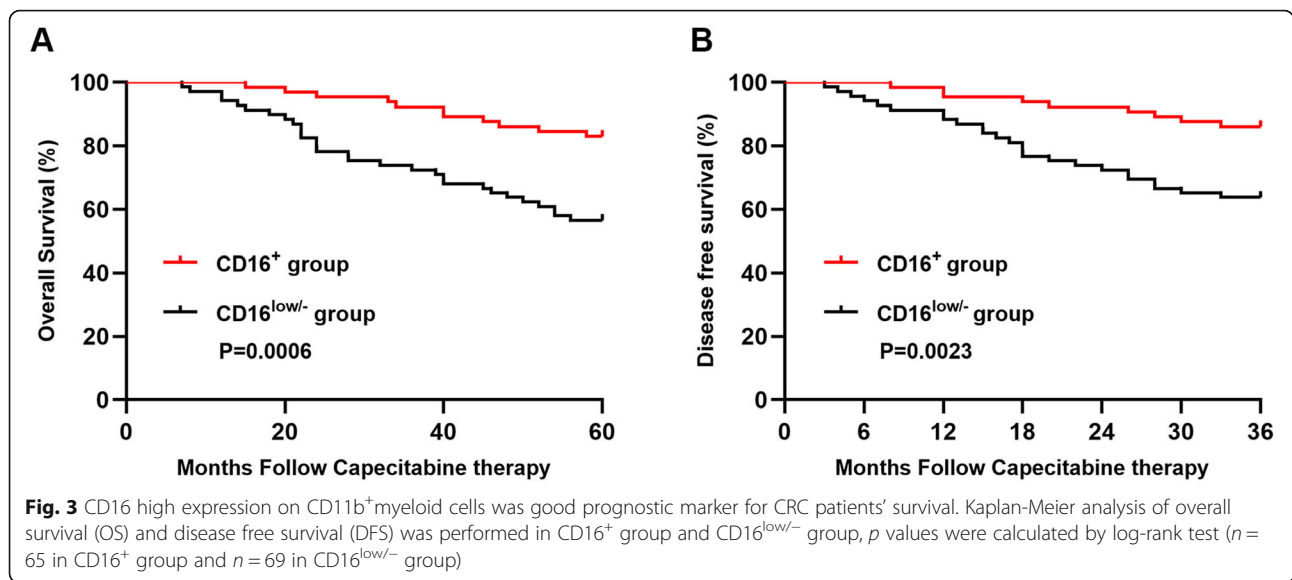 A
Overall Survival (%)
100
80
60
40
20
0
CD16⁺ group
CD16ˡᵒʷ/⁻ group
P=0.0006
0 20 40 60
Months Follow Capecitabine therapy
B
Disease free survival (%)
100
80
60
40
20
0
CD16⁺ group
CD16ˡᵒʷ/⁻ group
P=0.0023
0 6 12 18 24 30 36
Months Follow Capecitabine therapy
Fig. 3 CD16 high expression on CD11b⁺myeloid cells was good prognostic marker for CRC patients’ survival. Kaplan-Meier analysis of overall
survival (OS) and disease free survival (DFS) was performed in CD16⁺ group and CD16ˡᵒʷ/⁻ group, p values were calculated by log-rank test (n =
65 in CD16⁺ group and n = 69 in CD16ˡᵒʷ/⁻ group)